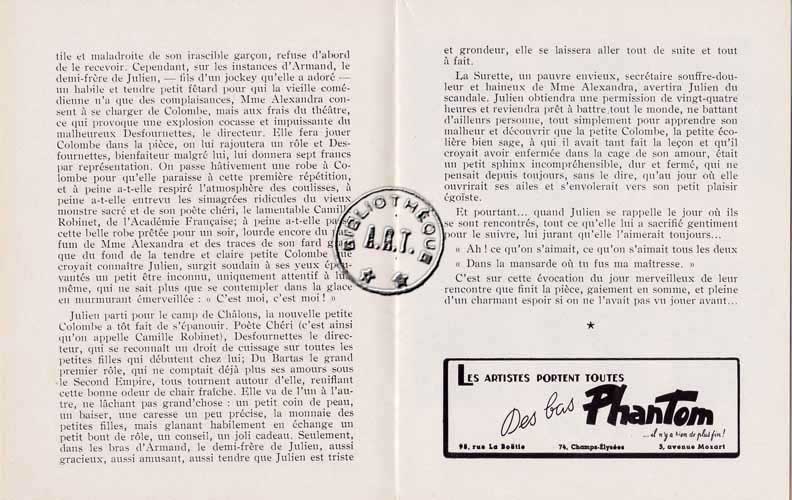 tile et maladroite de son irascible garçon, refuse d'abord
de le recevoir. Cependant, sur les instances d'Armand, le
demi-frère de Julien, — fils d'un jockey qu'elle a adoré —
un habile et tendre petit fêtard pour qui la vieille comé-
dienne n'a que des complaisances, Mme Alexandra con-
sent à se charger de Colombe, mais aux frais du théâtre,
ce qui provoque une explosion cocasse et impuissante du
malheureux Desfournettes, le directeur. Elle fera jouer
Colombe dans la pièce, on lui rajoutera un rôle et Des-
fournettes, bienfaiteur malgré lui, lui donnera sept francs
par représentation. On passe hâtivement une robe à Co-
lombe pour qu'elle paraisse à cette première répétition,
et à peine a-t-elle respiré l'atmosphère des coulisses, à
peine a-t-elle entrevu les simagrées ridicules du vieux
monstre sacré et de son poète chéri, le lamentable Camille
Robinet, de l'Académie Française; à peine a-t-elle
cette belle robe prêtée pour un soir, lourde encore du
fum de Mme Alexandra et des traces de son fard
que du fond de la tendre et claire petite Colombe
croyait connaître Julien, surgit soudain à ses yeux
vantés un petit être inconnu, uniquement attentif à
même, qui ne sait plus que se contempler dans la glace
en murmurant émerveillée : « C'est moi, c'est moi ! »
Julien parti pour le camp de Châlons, la nouvelle petite
Colombe a tôt fait de s'épanouir. Poète Chéri (c'est ainsi
qu'on appelle Camille Robinet), Desfournettes le direc-
teur, qui se reconnaît un droit de cuissage sur toutes les
petites filles qui débutent chez lui; Du Bartas le grand
premier rôle, qui ne comptait déjà plus ses amours sous
le Second Empire, tous tournent autour d'elle, reniflant
cette bonne odeur de chair fraîche. Elle va de l'un à l'au-
tre, ne lâchant pas grand'chose : un petit coin de peau,
un baiser, une caresse un peu précise, la monnaie des
petites filles, mais glanant habilement en échange un
petit bout de rôle, un conseil, un joli cadeau. Seulement,
dans les bras d'Armand, le demi-frère de Julien, aussi
gracieux, aussi amusant, aussi tendre que Julien est triste
et grondeur, elle se laissera aller tout de suite et tout
à fait.
La Surette, un pauvre envieux, secrétaire souffre-dou-
leur et haineux de Mme Alexandra, avertira Julien du
scandale. Julien obtiendra une permission de vingt-quatre
heures et reviendra prêt à battre tout le monde, ne battant
d'ailleurs personne, tout simplement pour apprendre son
malheur et découvrir que la petite Colombe, la petite éco-
lière bien sage, à qui il avait tant fait la leçon et qu'il
croyait avoir enfermée dans la cage de son amour, était
un petit sphinx incompréhensible, dur et fermé, qui ne
pensait depuis toujours, sans le dire, qu'au jour où elle
ouvrirait ses ailes et s'envolerait vers son petit plaisir
égoïste.
Et pourtant... quand Julien se rappelle le jour où ils
se sont rencontrés, tout ce qu'elle lui a sacrifié gentiment
pour le suivre, lui jurant qu'elle l'aimerait toujours...
« Ah ! ce qu'on s'aimait, ce qu'on s'aimait tous les deux
« Dans la mansarde où tu fus ma maîtresse. »
C'est sur cette évocation du jour merveilleux de leur
rencontre que finit la pièce, gaiement en somme, et pleine
d'un charmant espoir si on ne l'avait pas vu jouer avant...
BIBLIOTHÈQUE
A.R.T.
LES ARTISTES PORTENT TOUTES
Des bas Phantom
...il n'y a rien de plus fin !
98, rue La Boëtie 74, Champs-Élysées 5, avenue Mozart